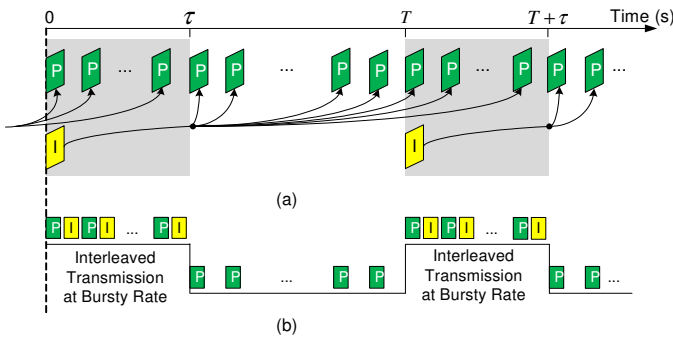 0 τ T T + τ Time (s)
P P ... P P P ... P P P P ... P P P ...
I I
(a)
P I P I ... P I P I P I ... P I
Interleaved
Transmission
at Bursty Rate
P P ... P P
Interleaved
Transmission
at Bursty Rate
P P ...
(b)